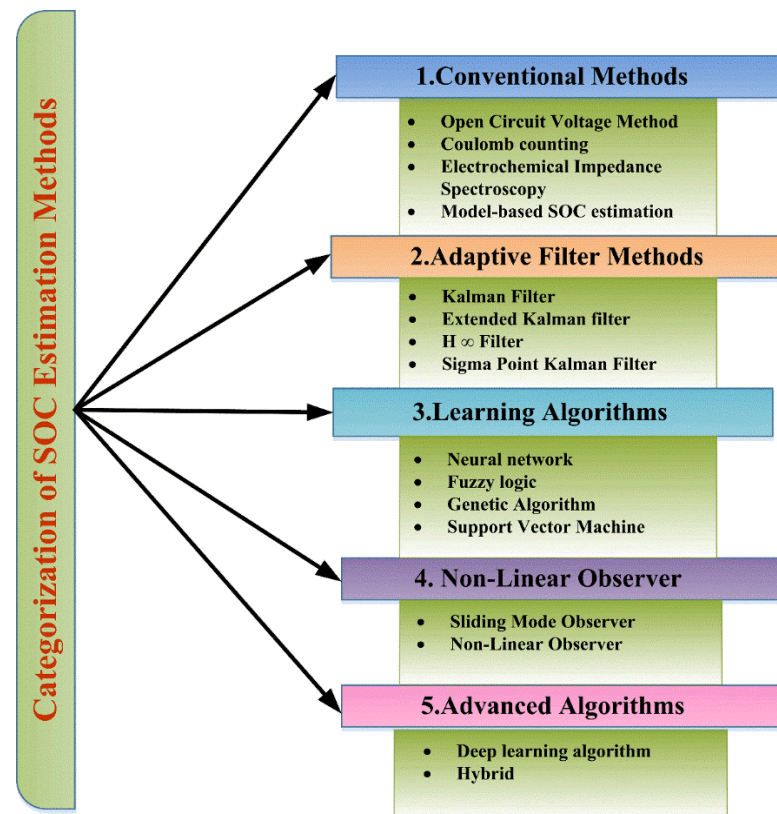 Categorization of SOC Estimation Methods
1.Conventional Methods
• Open Circuit Voltage Method
• Coulomb counting
• Electrochemical Impedance
Spectroscopy
• Model-based SOC estimation
2.Adaptive Filter Methods
• Kalman Filter
• Extended Kalman filter
• H ∞ Filter
• Sigma Point Kalman Filter
3.Learning Algorithms
• Neural network
• Fuzzy logic
• Genetic Algorithm
• Support Vector Machine
4. Non-Linear Observer
• Sliding Mode Observer
• Non-Linear Observer
5.Advanced Algorithms
• Deep learning algorithm
• Hybrid